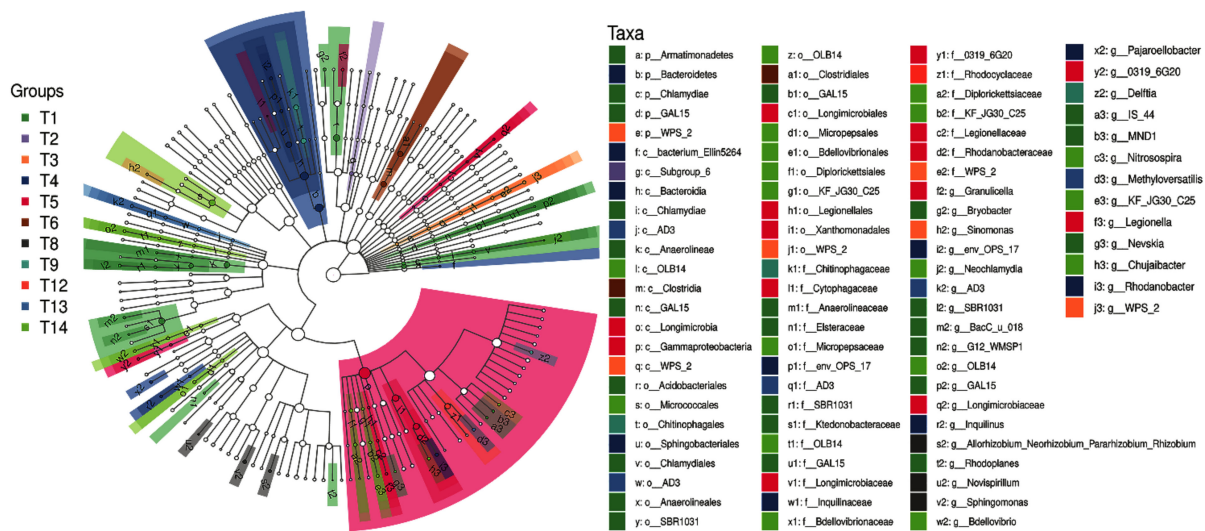 Groups
T1
T2
T3
T4
T5
T6
T8
T9
T12
T13
T14
Taxa
a: p__Armatimonadetes
b: p__Bacteroidetes
c: p__Chlamydiae
d: p__GAL15
e: p__WPS_2
f: c__bacterium_Ellin5264
g: c__Subgroup_6
h: c__Bacteroidia
i: c__Chlamydiae
j: c__AD3
k: c__Anaerolineae
l: c__OLB14
m: c__Clostridia
n: c__GAL15
o: c__Longimicrobia
p: c__Gammaproteobacteria
q: c__WPS_2
r: o__Acidobacteriales
s: o__Micrococcales
t: o__Chitinophagales
u: o__Sphingobacteriales
v: o__Chlamydiales
w: o__AD3
x: o__Anaerolineales
y: o__SBR1031
z: o__OLB14
a1: o__Clostridiales
b1: o__GAL15
c1: o__Longimicrobiales
d1: o__Micropepsales
e1: o__Bdellovibrionales
f1: o__Diplorickettsiales
g1: o__KF_JG30_C25
h1: o__Legionellales
i1: o__Xanthomonadales
j1: o__WPS_2
k1: f__Chitinophagaceae
l1: f__Cytophagaceae
m1: f__Anaerolineaceae
n1: f__Elsteraceae
o1: f__Micropepsaceae
p1: f__env_OPS_17
q1: f__AD3
r1: f__SBR1031
s1: f__Ktedonobacteraceae
t1: f__OLB14
u1: f__GAL15
v1: f__Longimicrobiaceae
w1: f__Inquilinaceae
x1: f__Bdellovibrionaceae
y1: f__0319_6G20
z1: f__Rhodocyclaceae
a2: f__Diplorickettsiaceae
b2: f__KF_JG30_C25
c2: f__Legionellaceae
d2: f__Rhodanobacteraceae
e2: f__WPS_2
f2: g__Granulicella
g2: g__Bryobacter
h2: g__Sinomonas
i2: g__env_OPS_17
j2: g__Neochlamydia
k2: g__AD3
l2: g__SBR1031
m2: g__BacC_u_018
n2: g__G12_WMSP1
o2: g__OLB14
p2: g__GAL15
q2: g__Longimicrobiaceae
r2: g__Inquilinus
s2: g__Allorhizobium_Neorhizobium_Pararhizobium_Rhizobium
t2: g__Rhodoplanes
u2: g__Novispirillum
v2: g__Sphingomonas
w2: g__Bdellovibrio
x2: g__Pajaroellobacter
y2: g__0319_6G20
z2: g__Delftia
a3: g__IS_44
b3: g__MND1
c3: g__Nitrosospira
d3: g__Methyloversatilis
e3: g__KF_JG30_C25
f3: g__Legionella
g3: g__Nevskia
h3: g__Chujaibacter
i3: g__Rhodanobacter
j3: g__WPS_2